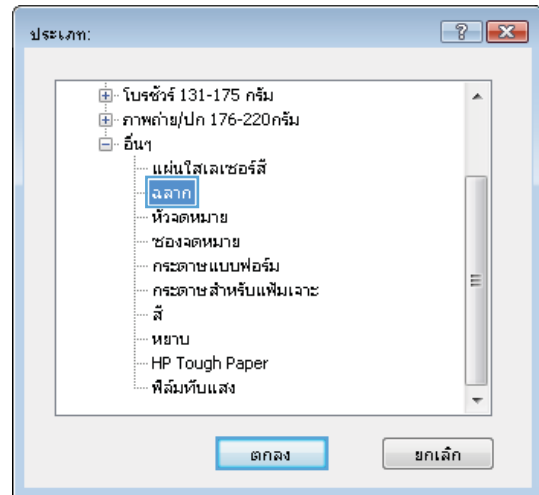 ประเภท:
โบรชัวร์ 131-175 กรัม
ภาพถ่าย/ปก 176-220กรัม
อื่นๆ
แผ่นใสเลเซอร์สี
ฉลาก
หัวจดหมาย
ซองจดหมาย
กระดาษแบบฟอร์ม
กระดาษสำหรับแฟ้มเจาะ
สี
หยาบ
HP Tough Paper
ฟิล์มทึบแสง
ตกลง ยกเลิก